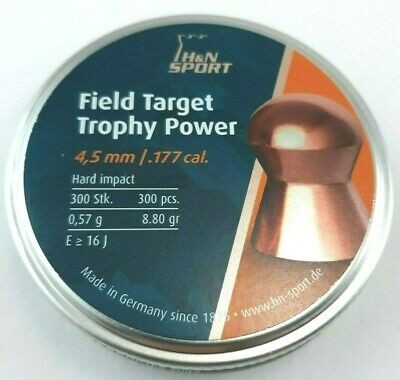 H&N
SPORT
Field Target
Trophy Power
4,5 mm / .177 cal.
Hard impact
300 Stk. 300 pcs.
0,57 g 8.80 gr
E ≥ 16 J
Made in Germany since • www.hn-sport.de